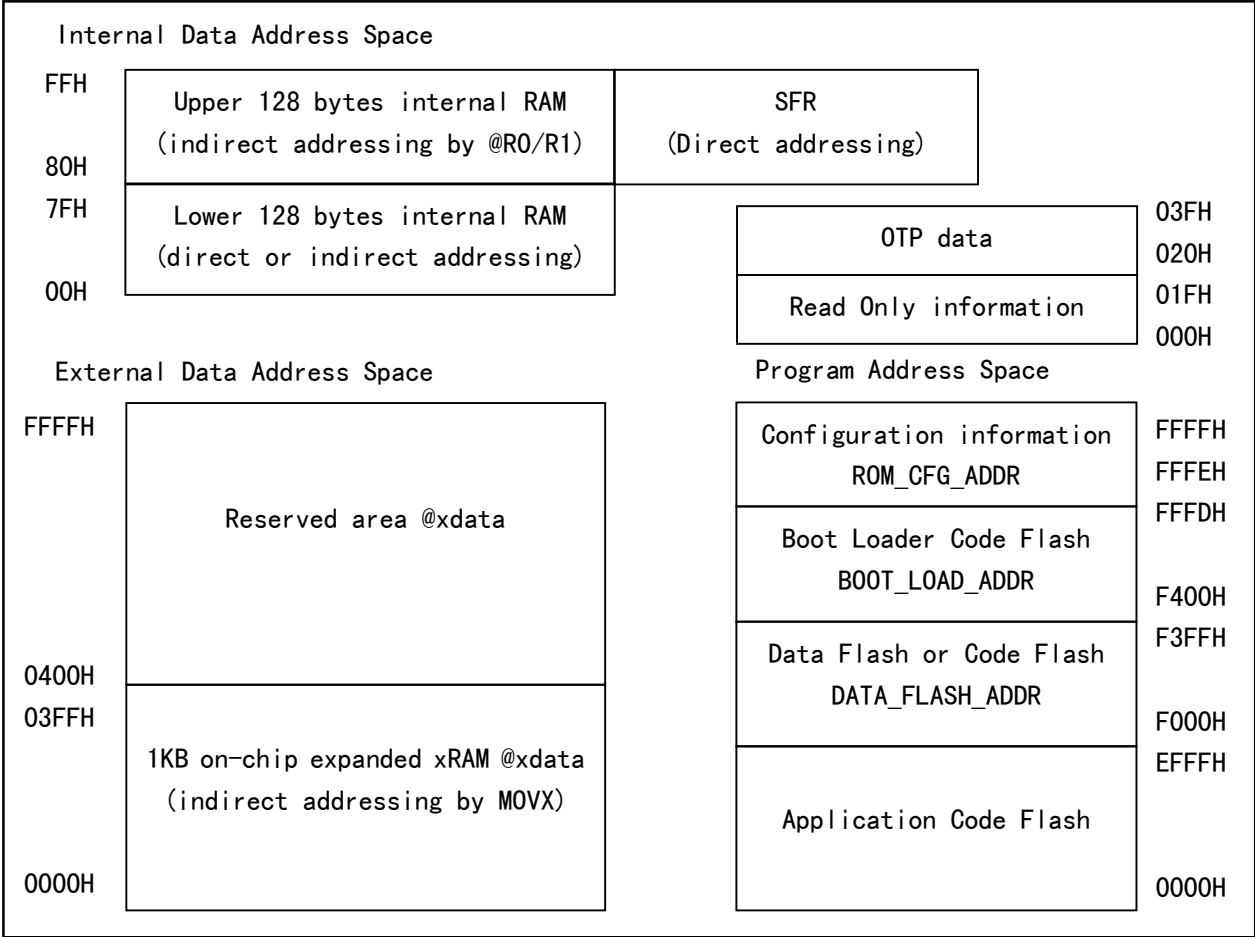 Internal Data Address Space
FFH
Upper 128 bytes internal RAM
(indirect addressing by @R0/R1)
80H
SFR
(Direct addressing)
7FH
Lower 128 bytes internal RAM
(direct or indirect addressing)
00H
OTP data
03FH
020H
Read Only information
01FH
000H
External Data Address Space
FFFFH
Reserved area @xdata
0400H
03FFH
1KB on-chip expanded xRAM @xdata
(indirect addressing by MOVX)
0000H
Program Address Space
Configuration information
ROM_CFG_ADDR
FFFFH
FFFEH
FFFDH
Boot Loader Code Flash
BOOT_LOAD_ADDR
F400H
F3FFH
Data Flash or Code Flash
DATA_FLASH_ADDR
F000H
EFFFH
Application Code Flash
0000H